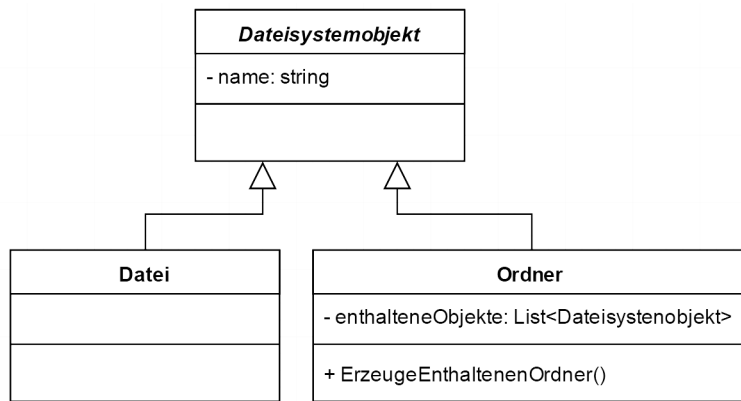 Dateisystemobjekt
- name: string
Datei
Ordner
- enthalteneObjekte: List<Dateisystenobjekt>
+ ErzeugeEnthaltenenOrdner()